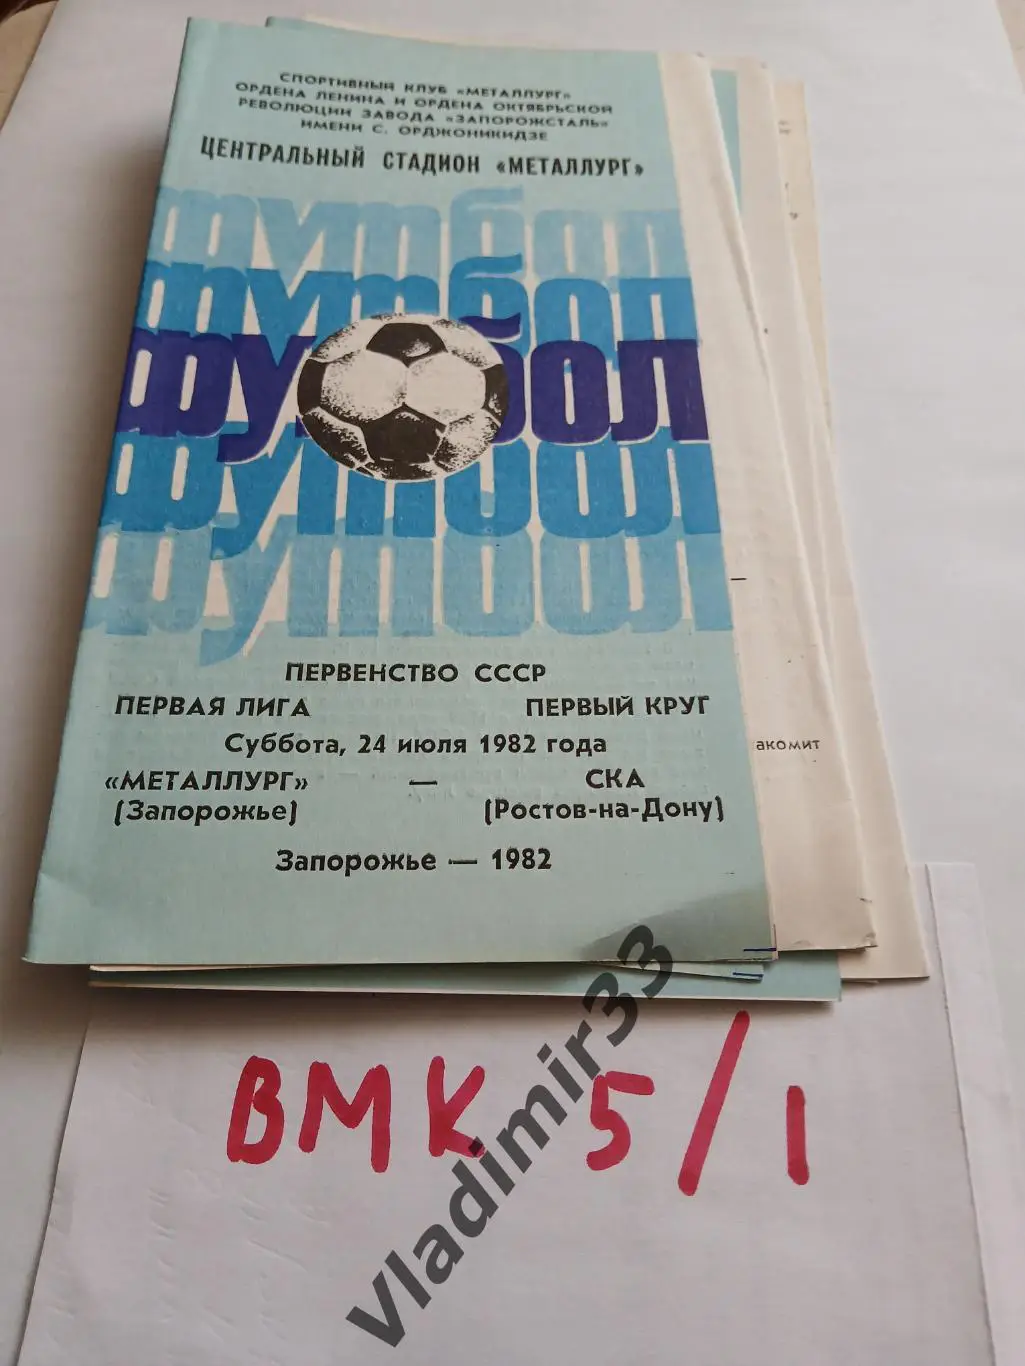 СПОРТИВНЫЙ КЛУБ «МЕТАЛЛУРГ»
ОРДЕНА ЛЕНИНА И ОРДЕНА ОКТЯБРЬСКОЙ
РЕВОЛЮЦИИ ЗАВОДА «ЗАПОРОЖСТАЛЬ»
ИМЕНИ С. ОРДЖОНИКИДЗЕ
ЦЕНТРАЛЬНЫЙ СТАДИОН «МЕТАЛЛУРГ»
футбол
футбол
футбол
футбол
футбол
ПЕРВЕНСТВО СССР
ПЕРВАЯ ЛИГА ПЕРВЫЙ КРУГ
Суббота, 24 июля 1982 года
«МЕТАЛЛУРГ» — СКА
(Запорожье) (Ростов-на-Дону)
Запорожье — 1982
акомит
ВМК 5/1
Vladimir33